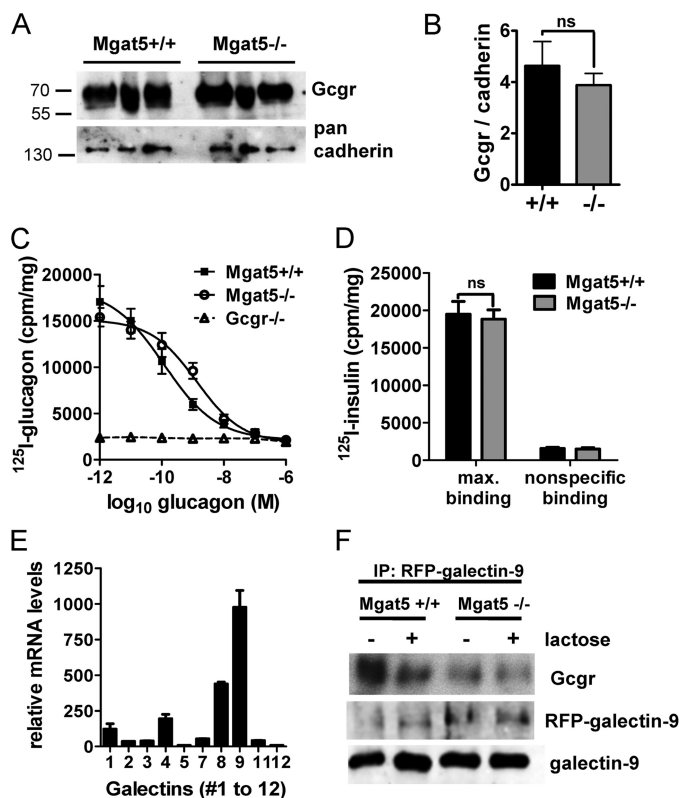 A
Mgat5+/+ Mgat5-/-
70
55
Gcgr
130
pan
cadherin
B
Gcgr / cadherin
6
4
2
0
ns
+/+ -/-
C
125I-glucagon (cpm/mg)
20000
15000
10000
5000
0
Mgat5+/+
Mgat5-/-
Gcgr-/-
-12 -10 -8 -6
log10 glucagon (M)
D
125I-insulin (cpm/mg)
25000
20000
15000
10000
5000
0
ns
Mgat5+/+
Mgat5-/-
max.
binding
nonspecific
binding
E
relative mRNA levels
1250
1000
750
500
250
0
1 2 3 4 5 7 8 9 11 12
Galectins (#1 to 12)
F
IP: RFP-galectin-9
Mgat5 +/+ Mgat5 -/-
- + - + lactose
Gcgr
RFP-galectin-9
galectin-9